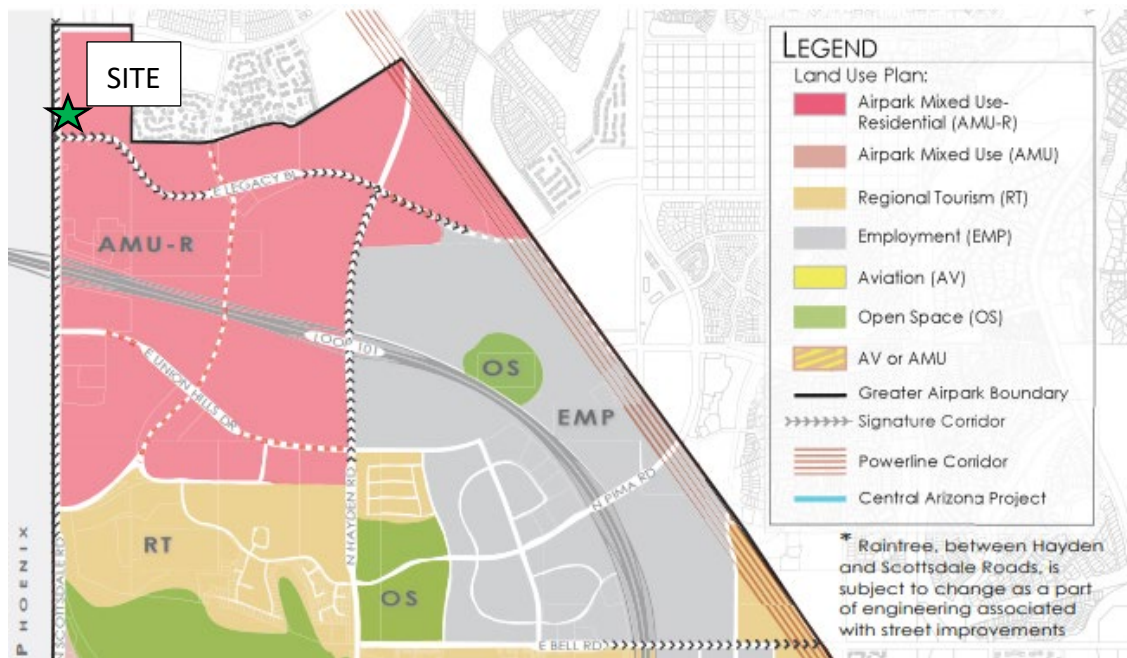 SITE
E LEGACY BL
AMU-R
LOOP 101
E UNION HILLS DR
OS
EMP
N HAYDEN RD
N PIMA RD
RT
OS
N SCOTTSDALE RD
PHOENIX
E BELL RD
LEGEND
Land Use Plan:
Airpark Mixed Use-
Residential (AMU-R)
Airpark Mixed Use (AMU)
Regional Tourism (RT)
Employment (EMP)
Aviation (AV)
Open Space (OS)
AV or AMU
Greater Airpark Boundary
Signature Corridor
Powerline Corridor
Central Arizona Project
* Raintree, between Hayden
and Scottsdale Roads, is
subject to change as a part
of engineering associated
with street improvements